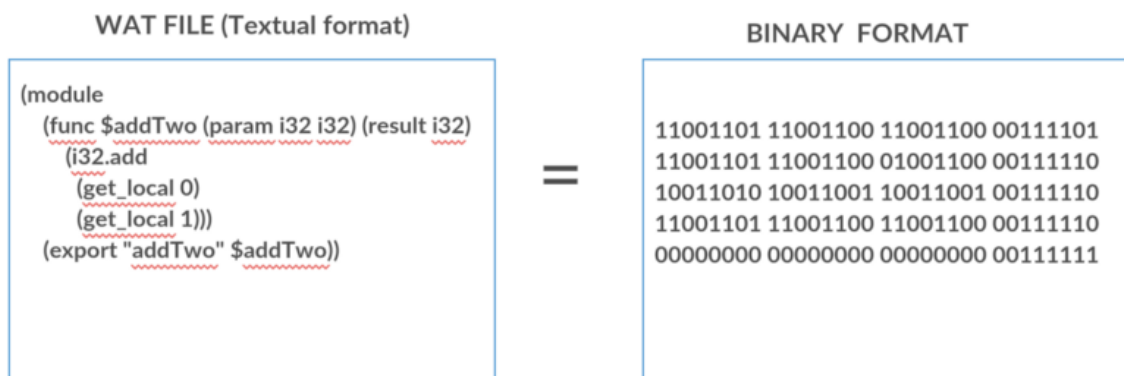 WAT FILE (Textual format)
(module
(func $addTwo (param i32 i32) (result i32)
(i32.add
(get_local 0)
(get_local 1)))
(export "addTwo" $addTwo))
=
BINARY FORMAT
11001101 11001100 11001100 00111101
11001101 11001100 01001100 00111110
10011010 10011001 10011001 00111110
11001101 11001100 11001100 00111110
00000000 00000000 00000000 00111111